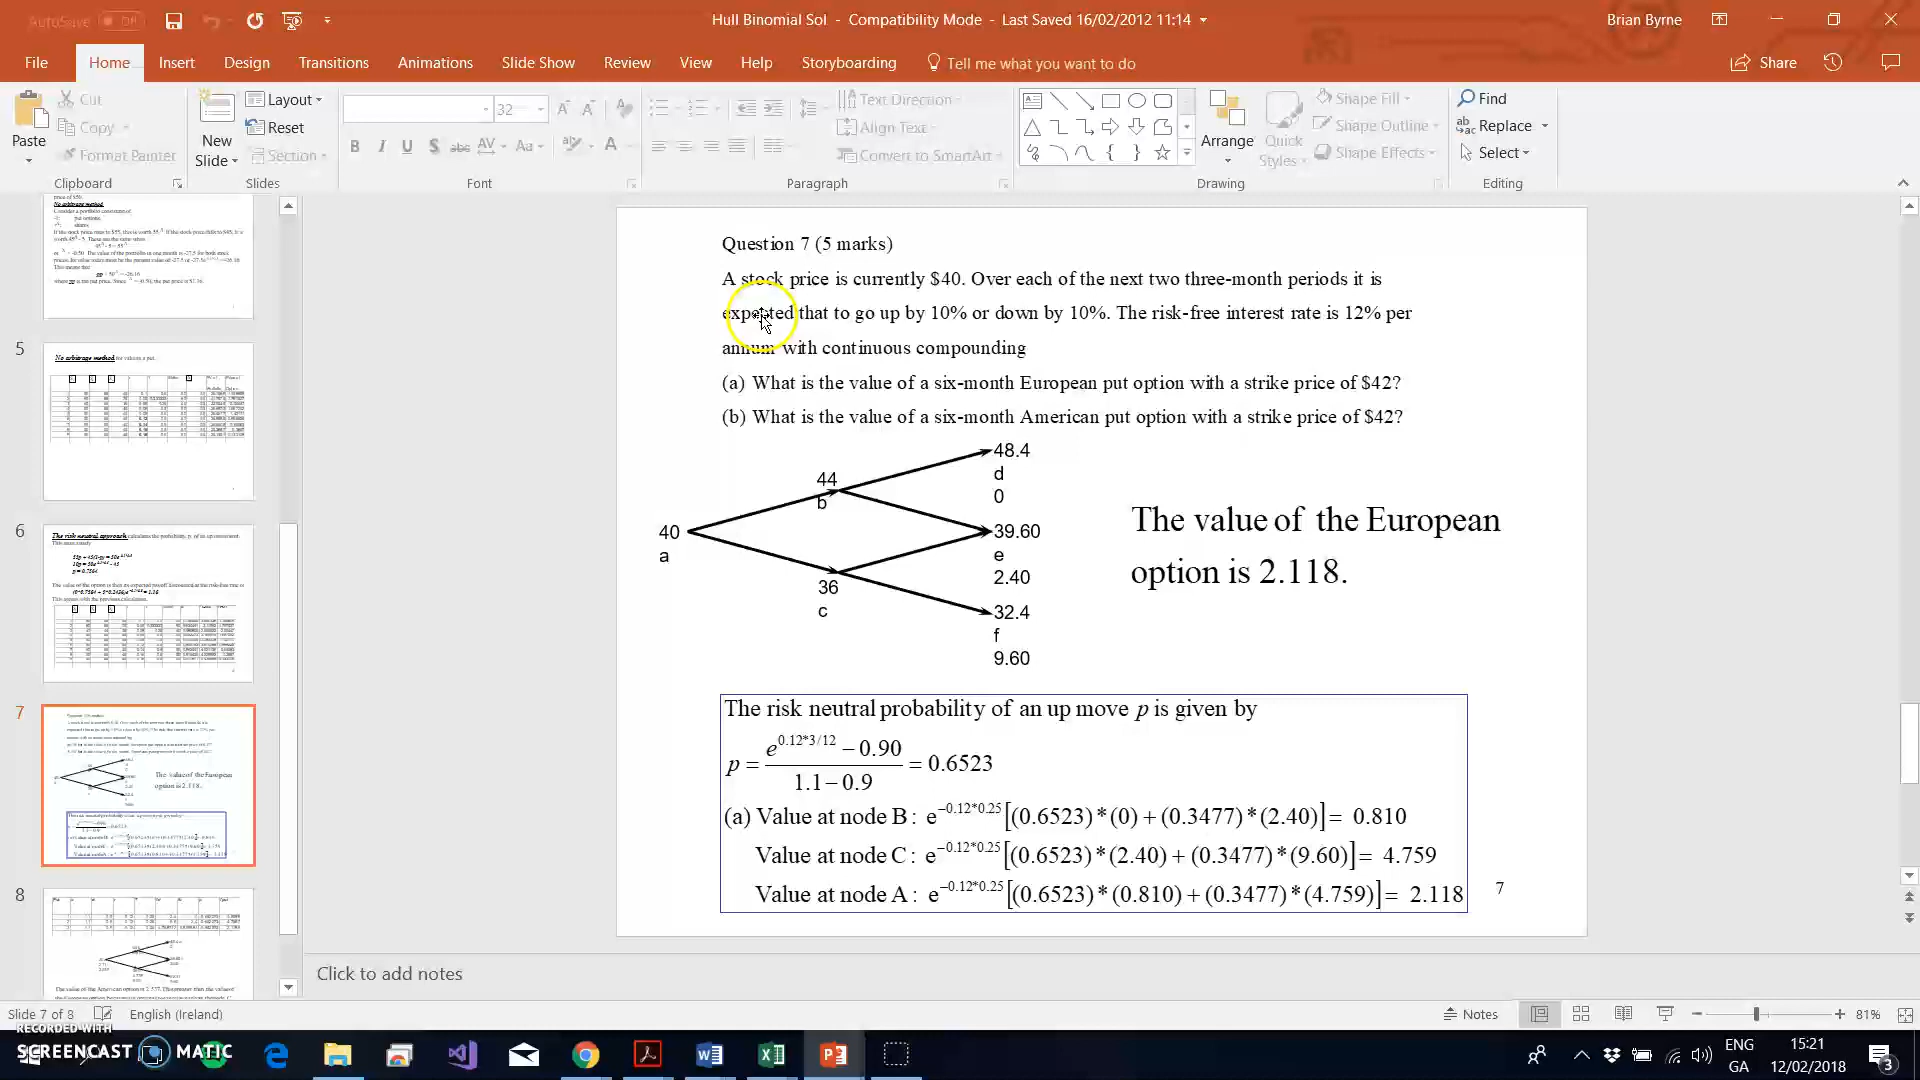 AutoSave Off
Hull Binomial Sol - Compatibility Mode - Last Saved 16/02/2012 11:14
Brian Byrne
File Home Insert Design Transitions Animations Slide Show Review View Help Storyboarding Tell me what you want to do Share
Paste
Cut
Copy
Format Painter
Clipboard
New Slide
Layout
Reset
Section
Slides
32
Font
Text Direction
Align Text
Convert to SmartArt
Paragraph
Arrange
Quick Styles
Shape Fill
Shape Outline
Shape Effects
Drawing
Find
Replace
Select
Editing
5
6
7
8
Question 7 (5 marks)
A stock price is currently $40. Over each of the next two three-month periods it is
expected that to go up by 10% or down by 10%. The risk-free interest rate is 12% per
annum with continuous compounding
(a) What is the value of a six-month European put option with a strike price of $42?
(b) What is the value of a six-month American put option with a strike price of $42?
48.4
d
0
44
b
40
a
39.60
e
2.40
36
c
32.4
f
9.60
The value of the European
option is 2.118.
The risk neutral probability of an up move p is given by
p = (e^{0.12*3/12} − 0.90) / (1.1 − 0.9) = 0.6523
(a) Value at node B : e^{−0.12*0.25} [(0.6523)*(0) + (0.3477)*(2.40)] = 0.810
Value at node C : e^{−0.12*0.25} [(0.6523)*(2.40) + (0.3477)*(9.60)] = 4.759
Value at node A : e^{−0.12*0.25} [(0.6523)*(0.810) + (0.3477)*(4.759)] = 2.118
7
Click to add notes
Slide 7 of 8
English (Ireland)
Notes
81%
RECORDED WITH
SCREENCAST MATIC
ENG
GA
15:21
12/02/2018
3